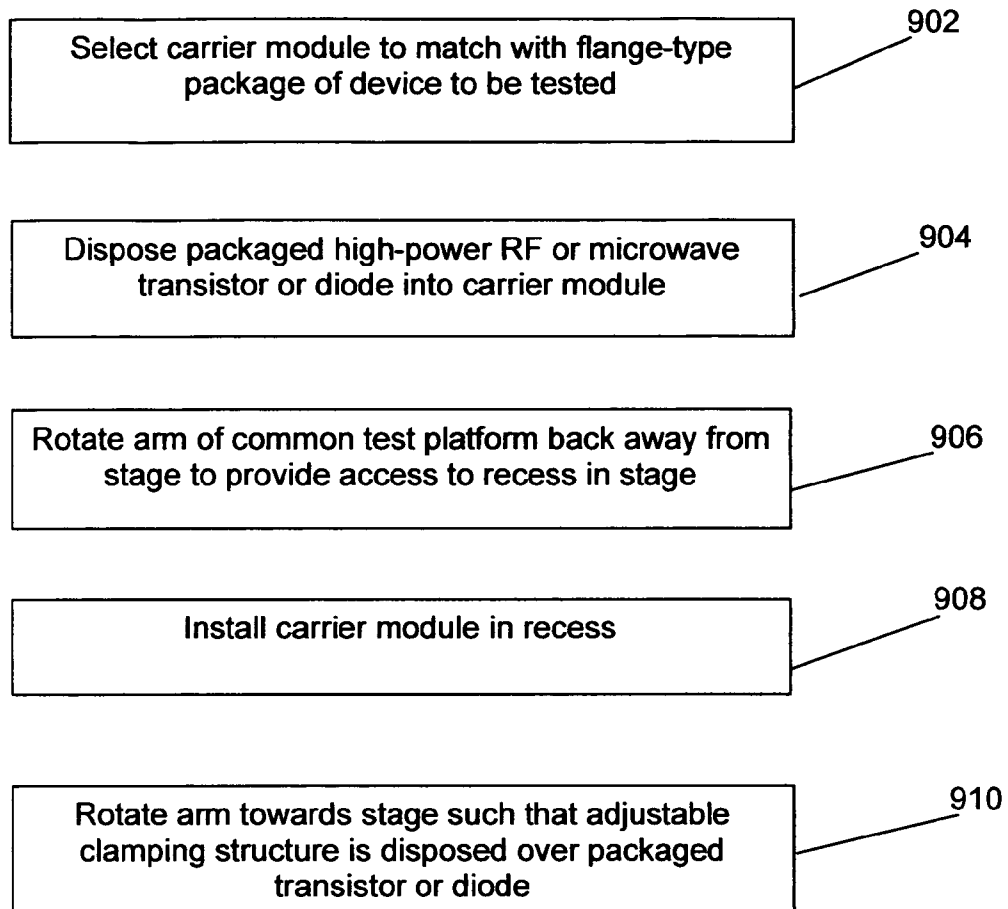 902
Select carrier module to match with flange-type
package of device to be tested
904
Dispose packaged high-power RF or microwave
transistor or diode into carrier module
906
Rotate arm of common test platform back away from
stage to provide access to recess in stage
908
Install carrier module in recess
910
Rotate arm towards stage such that adjustable
clamping structure is disposed over packaged
transistor or diode